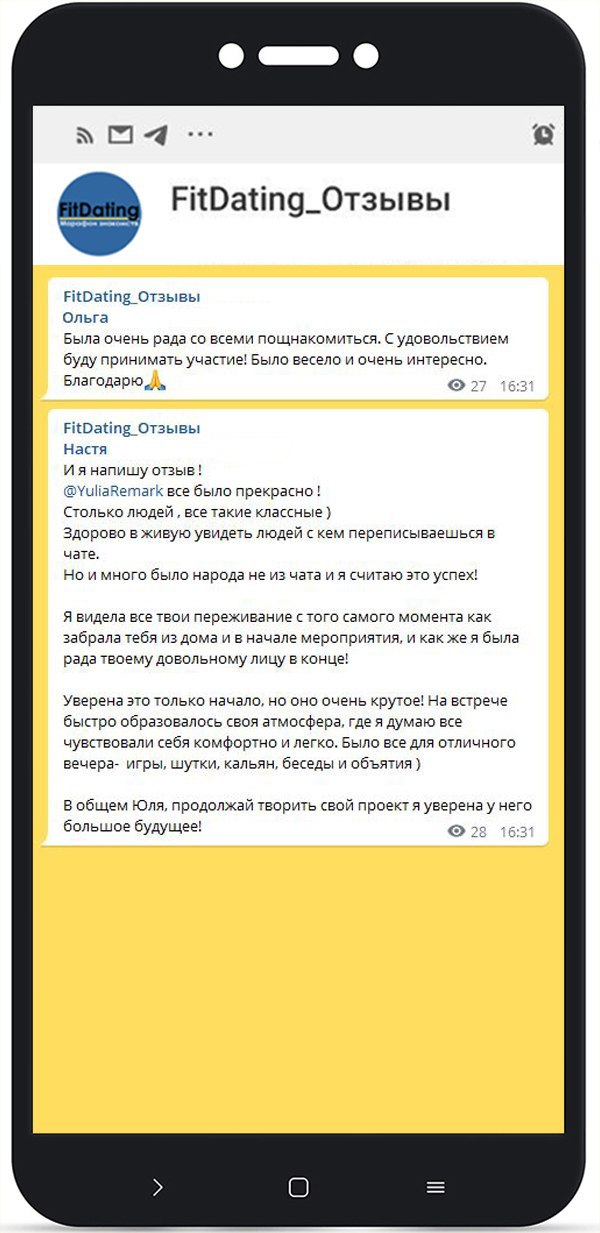 FitDating_Отзывы
FitDating
Марафон знакомств
FitDating_Отзывы
Ольга
Была очень рада со всеми пощнакомиться. С удовольствием
буду принимать участие! Было весело и очень интересно.
Благодарю🙏
27 16:31
FitDating_Отзывы
Настя
И я напишу отзыв !
@YuliaRemark все было прекрасно !
Столько людей , все такие классные )
Здорово в живую увидеть людей с кем переписываешься в
чате.
Но и много было народа не из чата и я считаю это успех!
Я видела все твои переживание с того самого момента как
забрала тебя из дома и в начале мероприятия, и как же я была
рада твоему довольному лицу в конце!
Уверена это только начало, но оно очень крутое! На встрече
быстро образовалось своя атмосфера, где я думаю все
чувствовали себя комфортно и легко. Было все для отличного
вечера-  игры, шутки, кальян, беседы и объятия )
В общем Юля, продолжай творить свой проект я уверена у него
большое будущее!
28 16:31